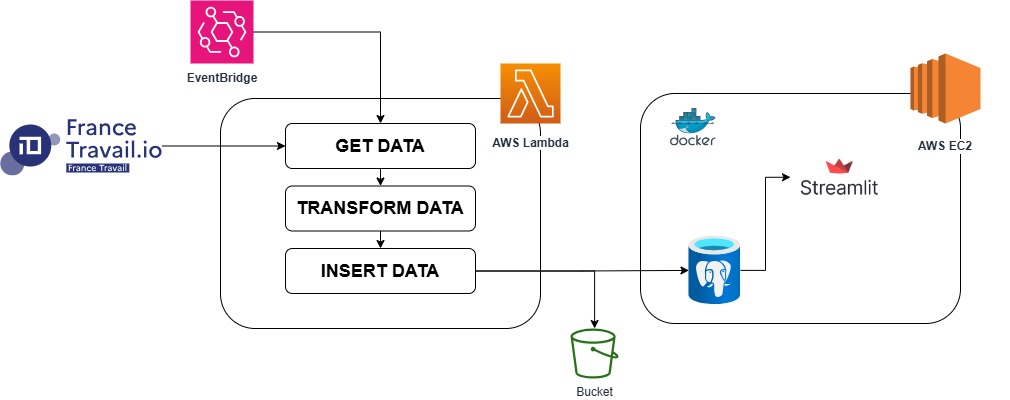 EventBridge
France
Travail.io
France Travail
AWS Lambda
GET DATA
TRANSFORM DATA
INSERT DATA
Bucket
docker
AWS EC2
Streamlit